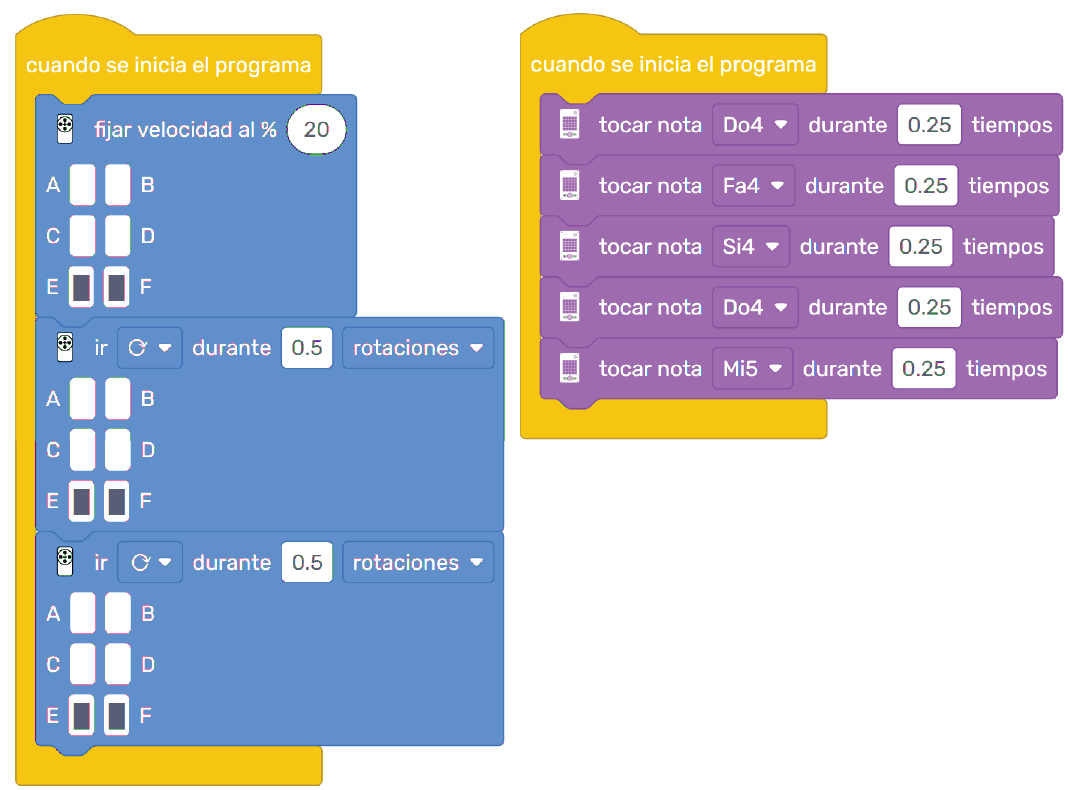 cuando se inicia el programa
fijar velocidad al % 20
A B
C D
E F
ir durante 0.5 rotaciones
A B
C D
E F
ir durante 0.5 rotaciones
A B
C D
E F
cuando se inicia el programa
tocar nota Do4 durante 0.25 tiempos
tocar nota Fa4 durante 0.25 tiempos
tocar nota Si4 durante 0.25 tiempos
tocar nota Do4 durante 0.25 tiempos
tocar nota Mi5 durante 0.25 tiempos